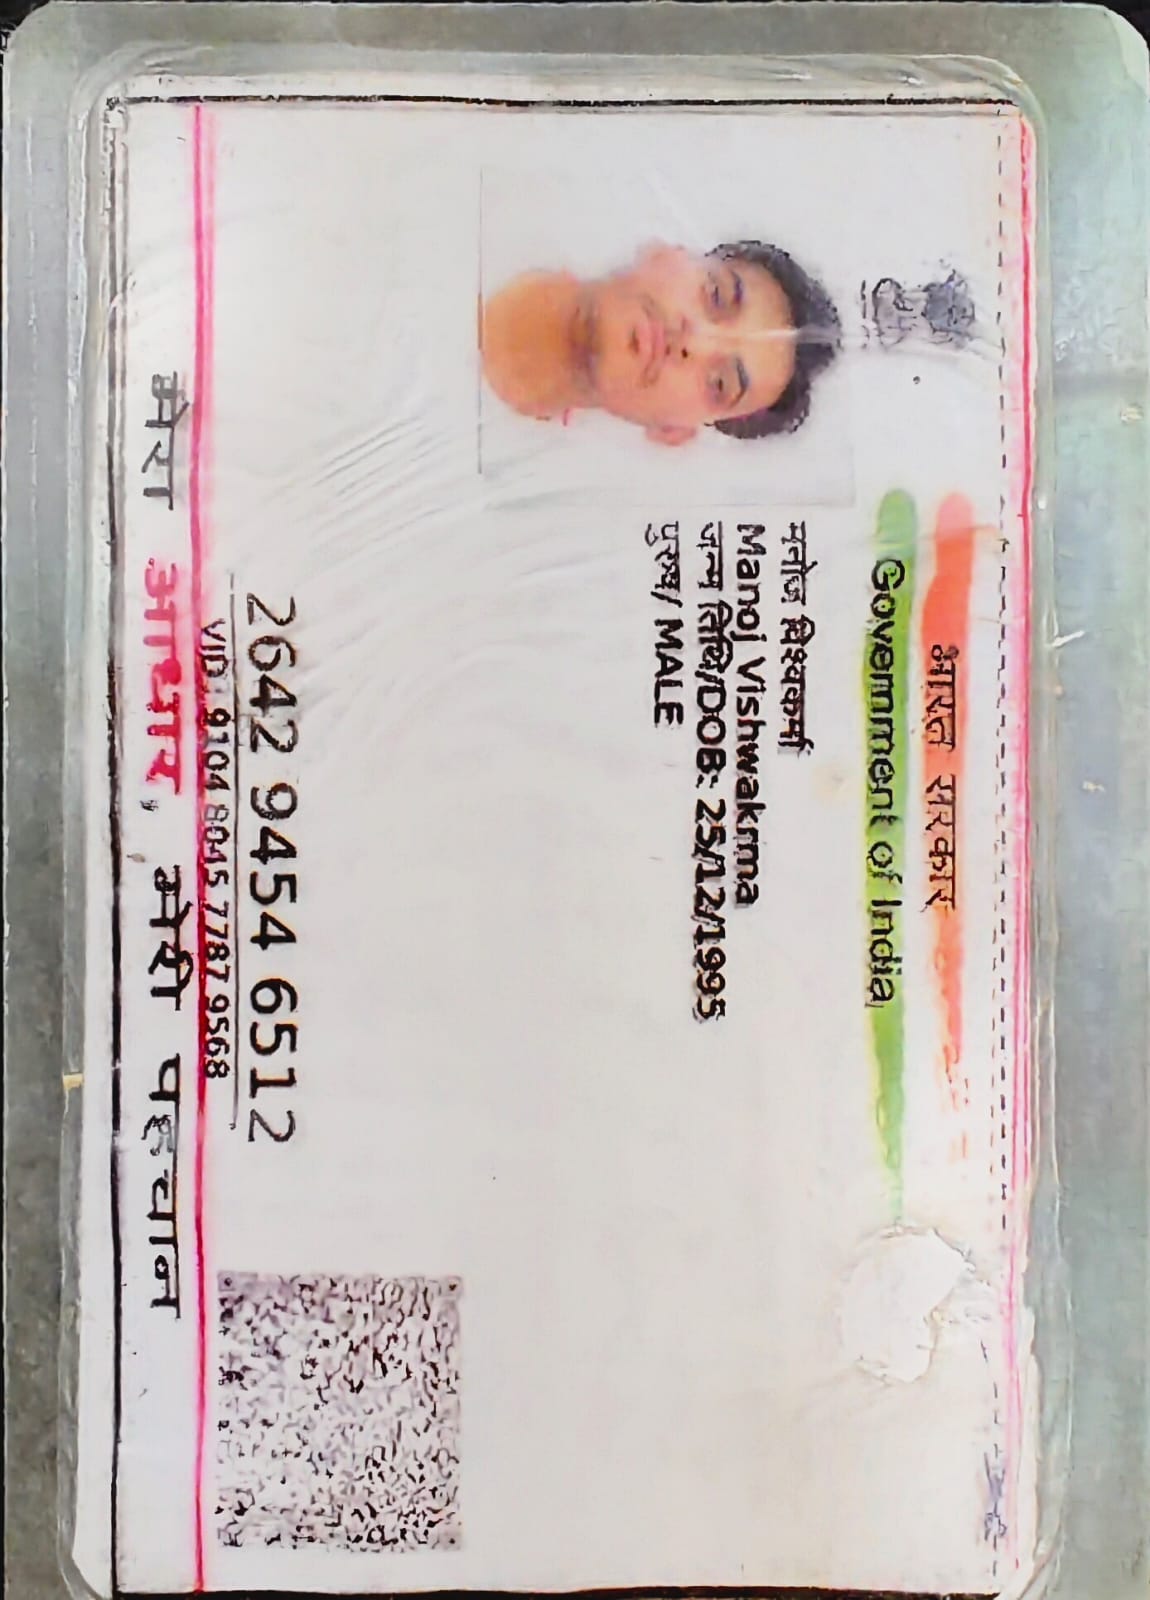 भारत सरकार
Government of India
मनोज विश्वकर्मा
Manoj Vishwakrma
जन्म तिथि/DOB: 25/12/1995
पुरुष/ MALE
2642 9454 6512
VID : 9104 8045 7787 9568
मेरा आधार, मेरी पहचान